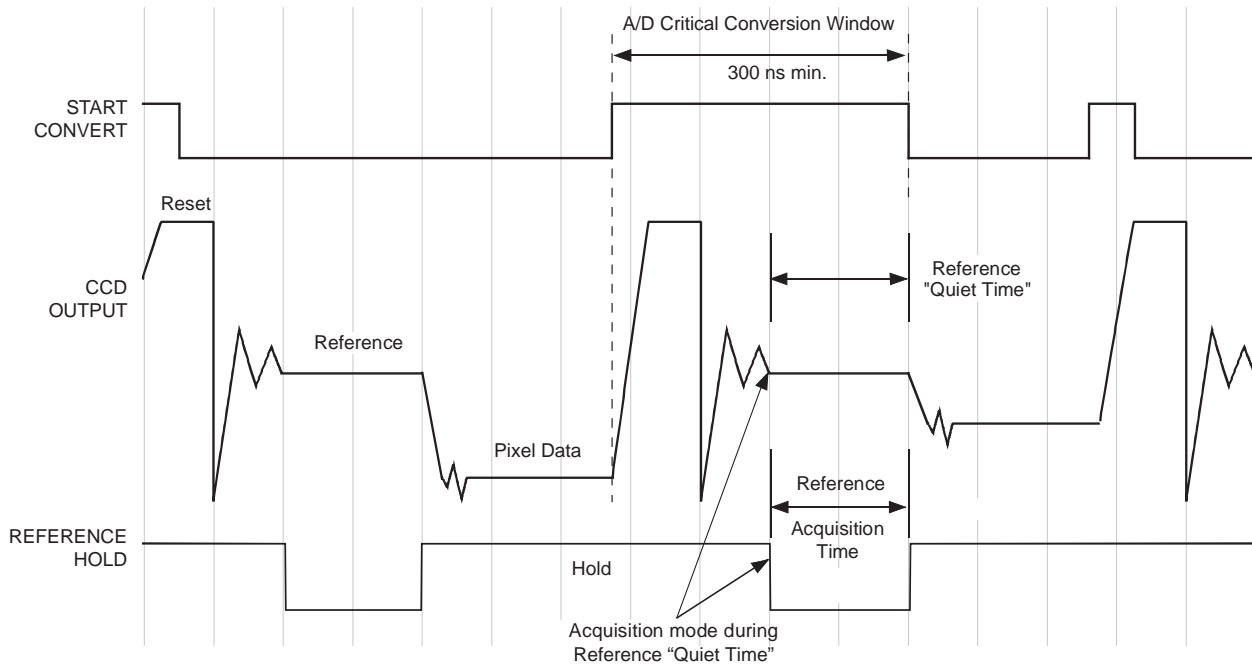 A/D Critical Conversion Window
300 ns min.
START
CONVERT
Reset
CCD
OUTPUT
Reference
"Quiet Time"
Reference
Pixel Data
Reference
Acquisition
Time
REFERENCE
HOLD
Hold
Acquisition mode during
Reference “Quiet Time”